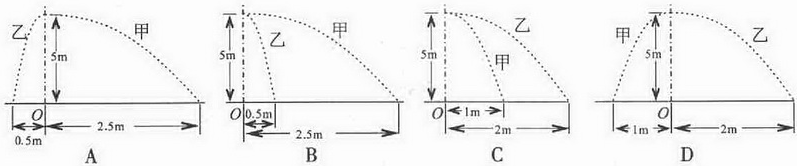 乙 甲 5m O 0.5m 2.5m A
5m 乙 甲 O 0.5m 2.5m B
5m 乙 甲 O 1m 2m C
甲 5m 乙 O 1m 2m D